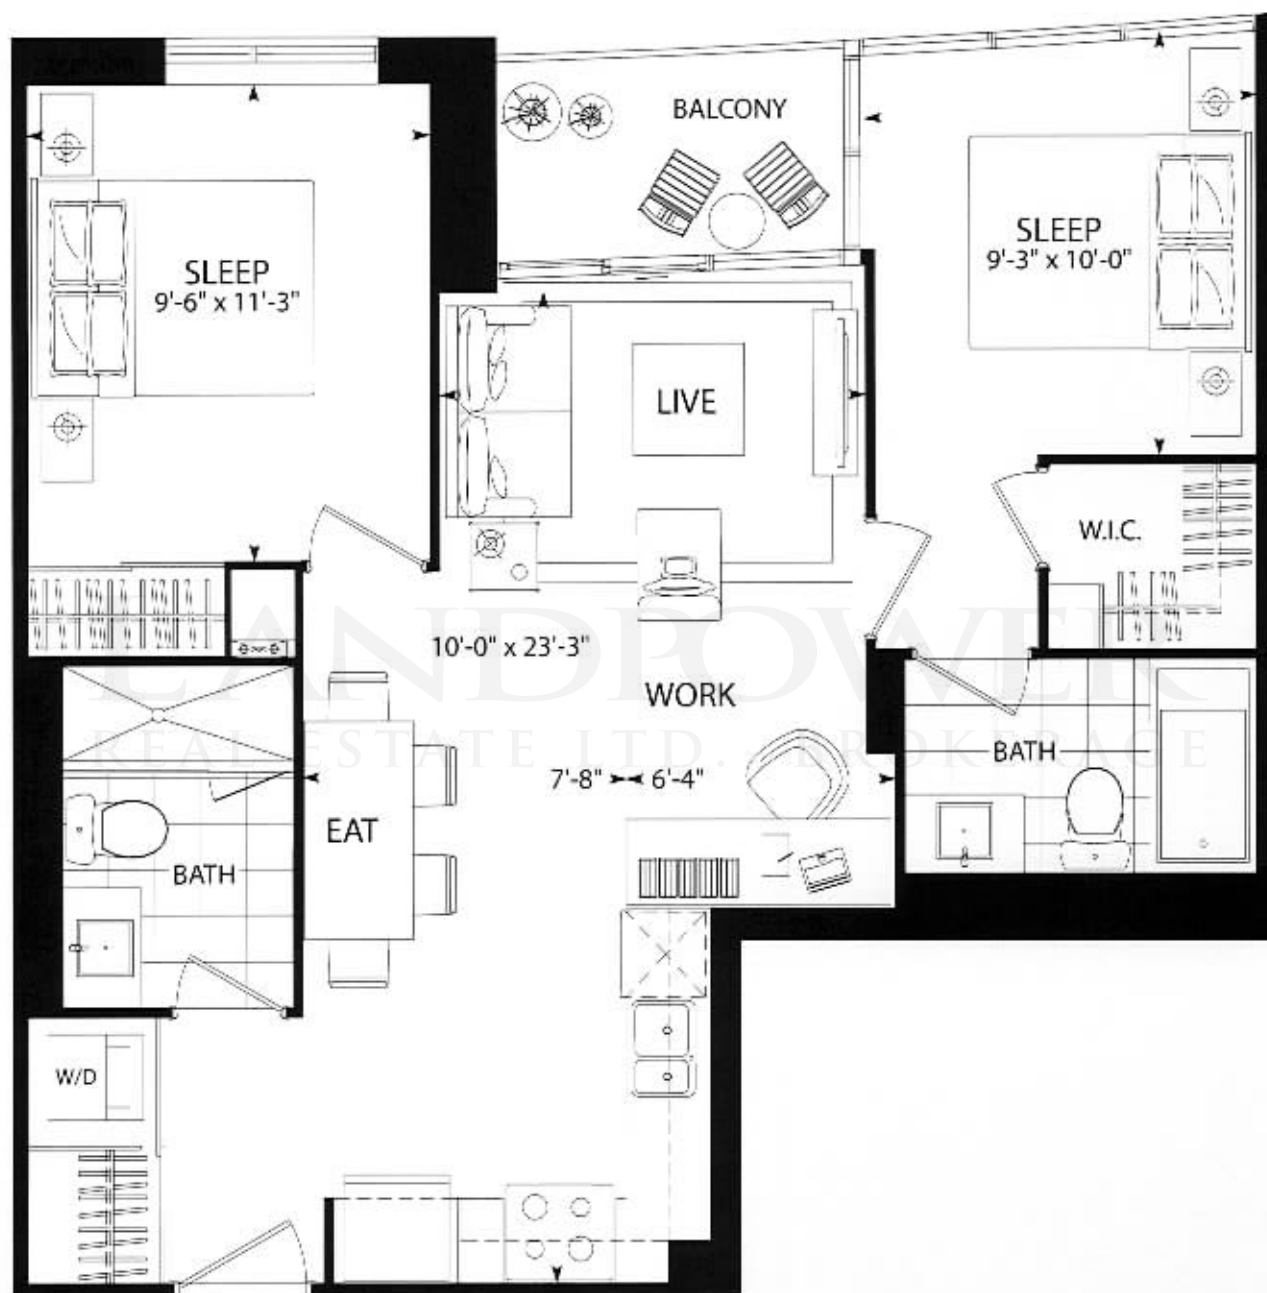 BALCONY
SLEEP
9'-6" x 11'-3"
SLEEP
9'-3" x 10'-0"
LIVE
W.I.C.
LANDPOWER
REAL ESTATE LTD. BROKERAGE
10'-0" x 23'-3"
WORK
7'-8" 6'-4"
BATH
EAT
BATH
W/D